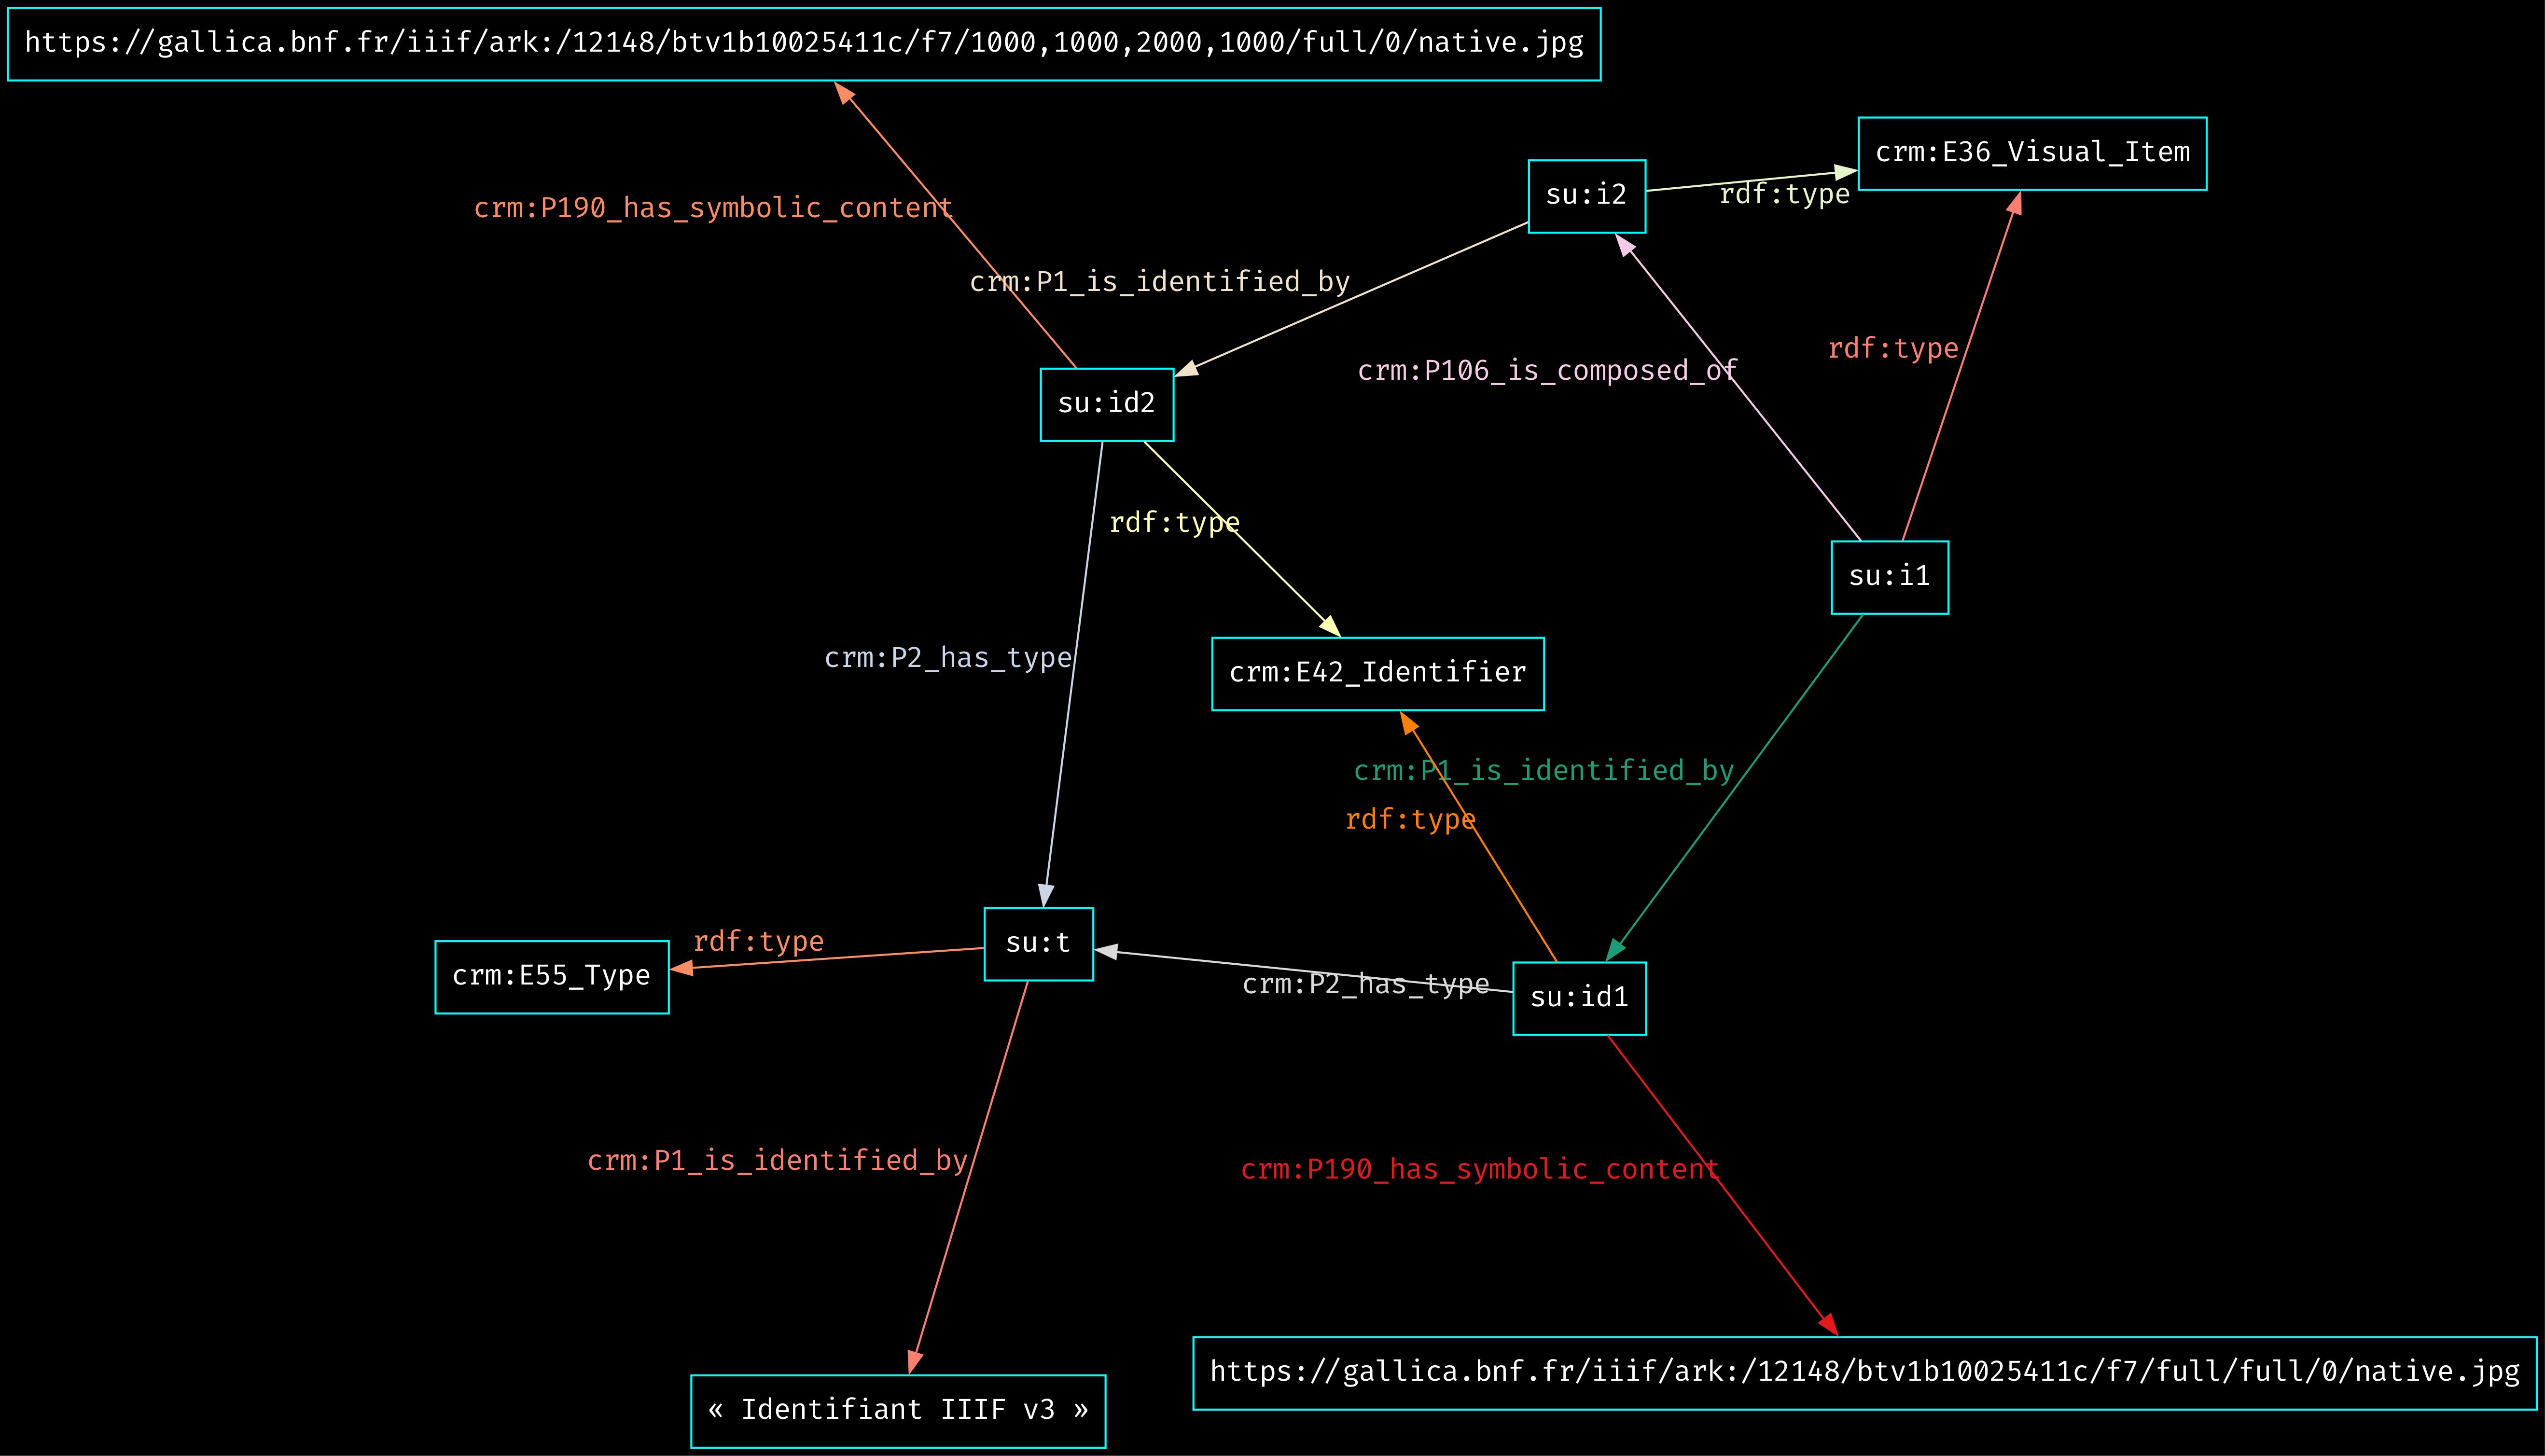 https://gallica.bnf.fr/iiif/ark:/12148/btv1b10025411c/f7/1000,1000,2000,1000/full/0/native.jpg
crm:E36_Visual_Item
su:i2
rdf:type
crm:P190_has_symbolic_content
crm:P1_is_identified_by
rdf:type
crm:P106_is_composed_of
su:id2
rdf:type
su:i1
crm:P2_has_type
crm:E42_Identifier
crm:P1_is_identified_by
rdf:type
su:t
rdf:type
crm:E55_Type
crm:P2_has_type
su:id1
crm:P1_is_identified_by
crm:P190_has_symbolic_content
https://gallica.bnf.fr/iiif/ark:/12148/btv1b10025411c/f7/full/full/0/native.jpg
« Identifiant IIIF v3 »